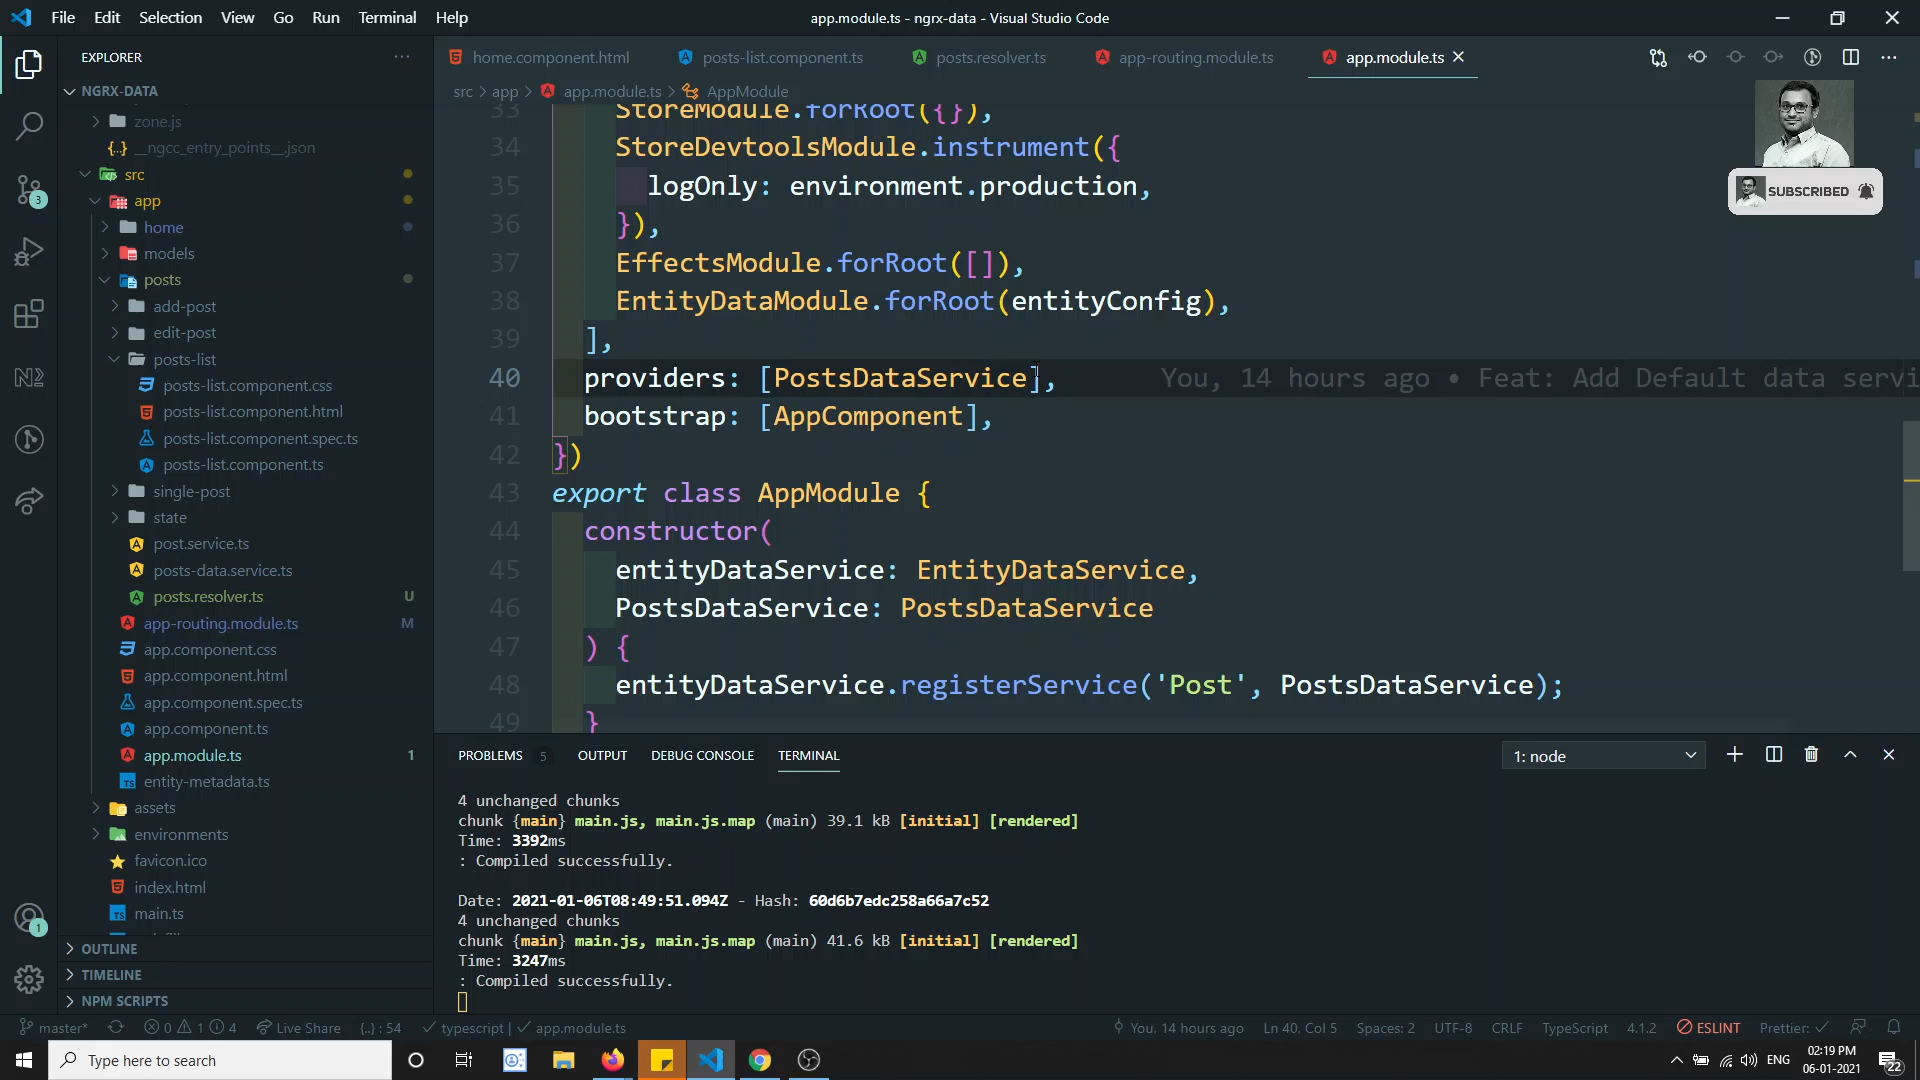 File Edit Selection View Go Run Terminal Help
app.module.ts - ngrx-data - Visual Studio Code
EXPLORER
home.component.html posts-list.component.ts posts.resolver.ts app-routing.module.ts app.module.ts
NGRX-DATA
zone.js
__ngcc_entry_points__.json
src
app
home
models
posts
add-post
edit-post
posts-list
posts-list.component.css
posts-list.component.html
posts-list.component.spec.ts
posts-list.component.ts
single-post
state
post.service.ts
posts-data.service.ts
posts.resolver.ts U
app-routing.module.ts M
app.component.css
app.component.html
app.component.spec.ts
app.component.ts
app.module.ts 1
entity-metadata.ts
assets
environments
favicon.ico
index.html
main.ts
OUTLINE
TIMELINE
NPM SCRIPTS
3
1
src > app > app.module.ts > AppModule
33 StoreModule.forRoot({}),
34 StoreDevtoolsModule.instrument({
35 logOnly: environment.production,
36 }),
37 EffectsModule.forRoot([]),
38 EntityDataModule.forRoot(entityConfig),
39 ],
40 providers: [PostsDataService], You, 14 hours ago • Feat: Add Default data servi
41 bootstrap: [AppComponent],
42 })
43 export class AppModule {
44 constructor(
45 entityDataService: EntityDataService,
46 PostsDataService: PostsDataService
47 ) {
48 entityDataService.registerService('Post', PostsDataService);
49 }
SUBSCRIBED
PROBLEMS 5 OUTPUT DEBUG CONSOLE TERMINAL 1: node
4 unchanged chunks
chunk {main} main.js, main.js.map (main) 39.1 kB [initial] [rendered]
Time: 3392ms
: Compiled successfully.
Date: 2021-01-06T08:49:51.094Z - Hash: 60d6b7edc258a66a7c52
4 unchanged chunks
chunk {main} main.js, main.js.map (main) 41.6 kB [initial] [rendered]
Time: 3247ms
: Compiled successfully.
master* 0 1 4 Live Share {..} : 54 typescript | app.module.ts You, 14 hours ago Ln 40, Col 5 Spaces: 2 UTF-8 CRLF TypeScript 4.1.2 ESLINT Prettier:
Type here to search
ENG
02:19 PM
06-01-2021
22